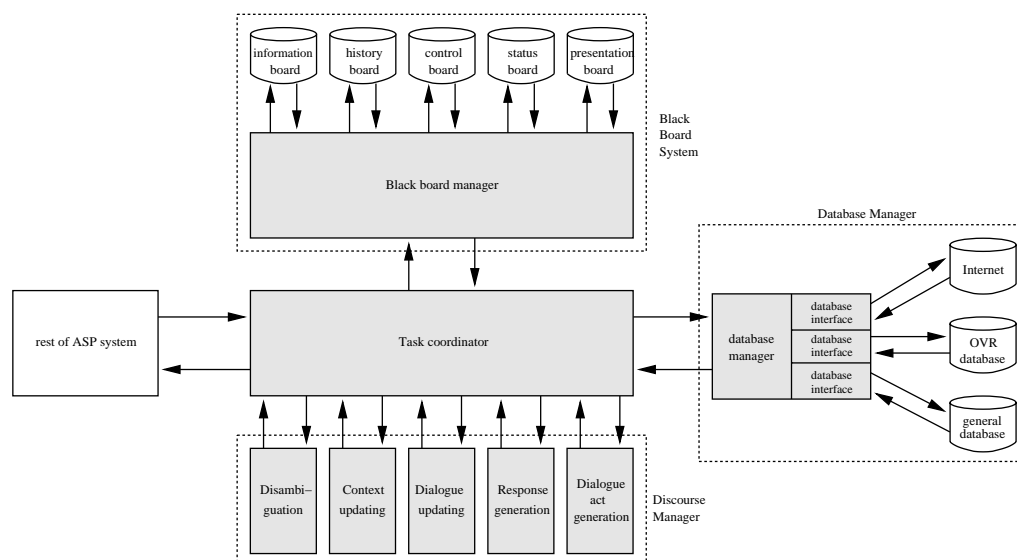 information
board
history
board
control
board
status
board
presentation
board
Black
Board
System
Black board manager
Database Manager
Internet
rest of ASP system
Task coordinator
database
manager
database
interface
database
interface
database
interface
OVR
database
general
database
Disambi–
guation
Context
updating
Dialogue
updating
Response
generation
Dialogue
act
generation
Discourse
Manager